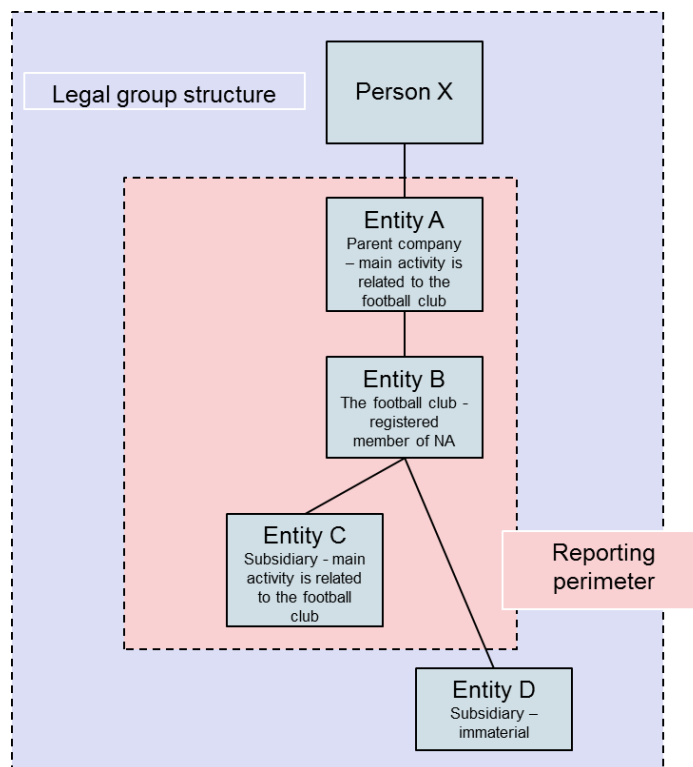 Legal group structure
Person X
Entity A
Parent company
– main activity is
related to the
football club
Entity B
The football club -
registered
member of NA
Entity C
Subsidiary - main
activity is related
to the football
club
Reporting
perimeter
Entity D
Subsidiary –
immaterial